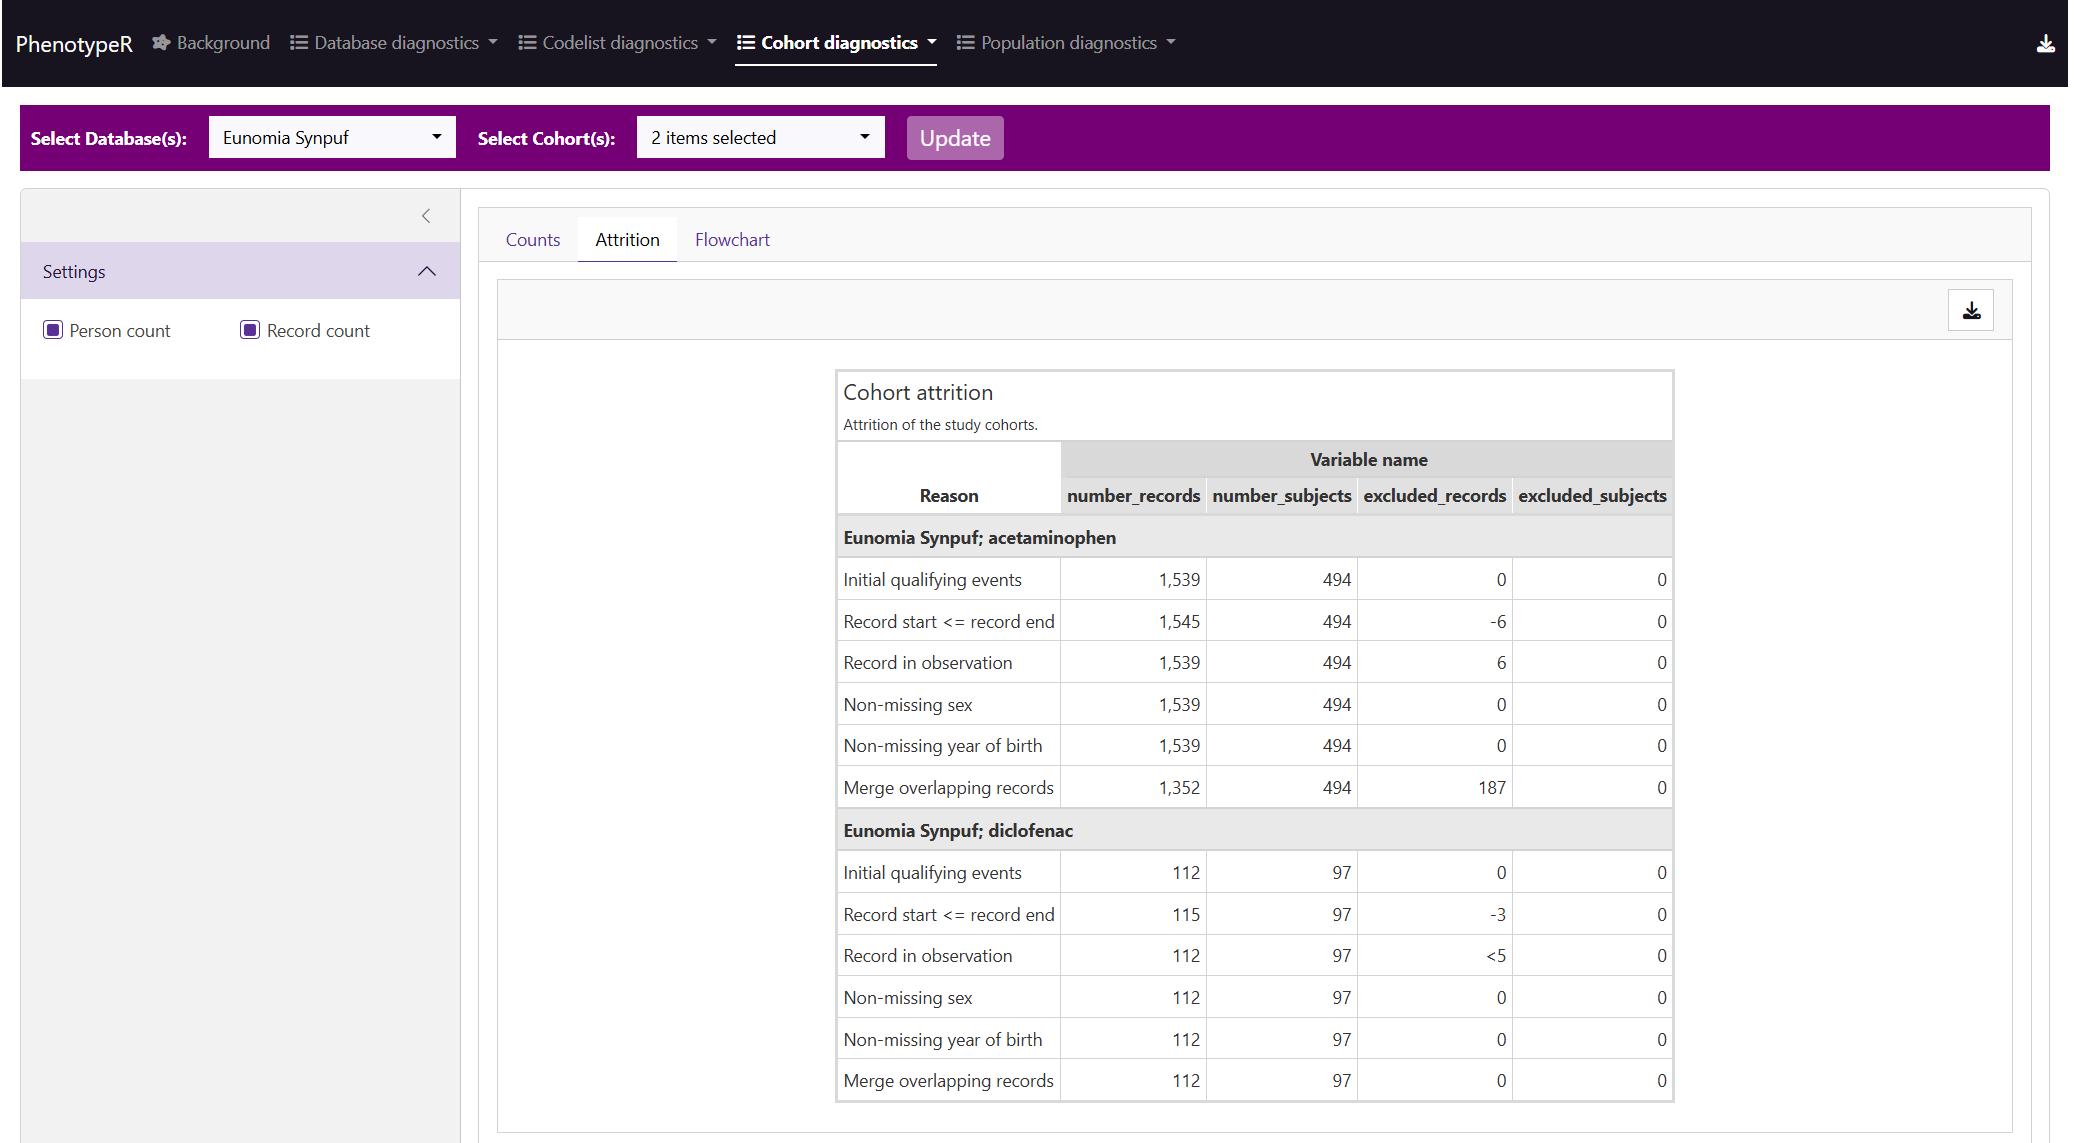 PhenotypeR Background Database diagnostics Codelist diagnostics Cohort diagnostics Population diagnostics
Select Database(s): Eunomia Synpuf Select Cohort(s): 2 items selected Update
Counts Attrition Flowchart
Settings
Person count Record count
Cohort attrition
Attrition of the study cohorts.
Variable name
Reason number_records number_subjects excluded_records excluded_subjects
Eunomia Synpuf; acetaminophen
Initial qualifying events 1,539 494 0 0
Record start <= record end 1,545 494 -6 0
Record in observation 1,539 494 6 0
Non-missing sex 1,539 494 0 0
Non-missing year of birth 1,539 494 0 0
Merge overlapping records 1,352 494 187 0
Eunomia Synpuf; diclofenac
Initial qualifying events 112 97 0 0
Record start <= record end 115 97 -3 0
Record in observation 112 97 <5 0
Non-missing sex 112 97 0 0
Non-missing year of birth 112 97 0 0
Merge overlapping records 112 97 0 0